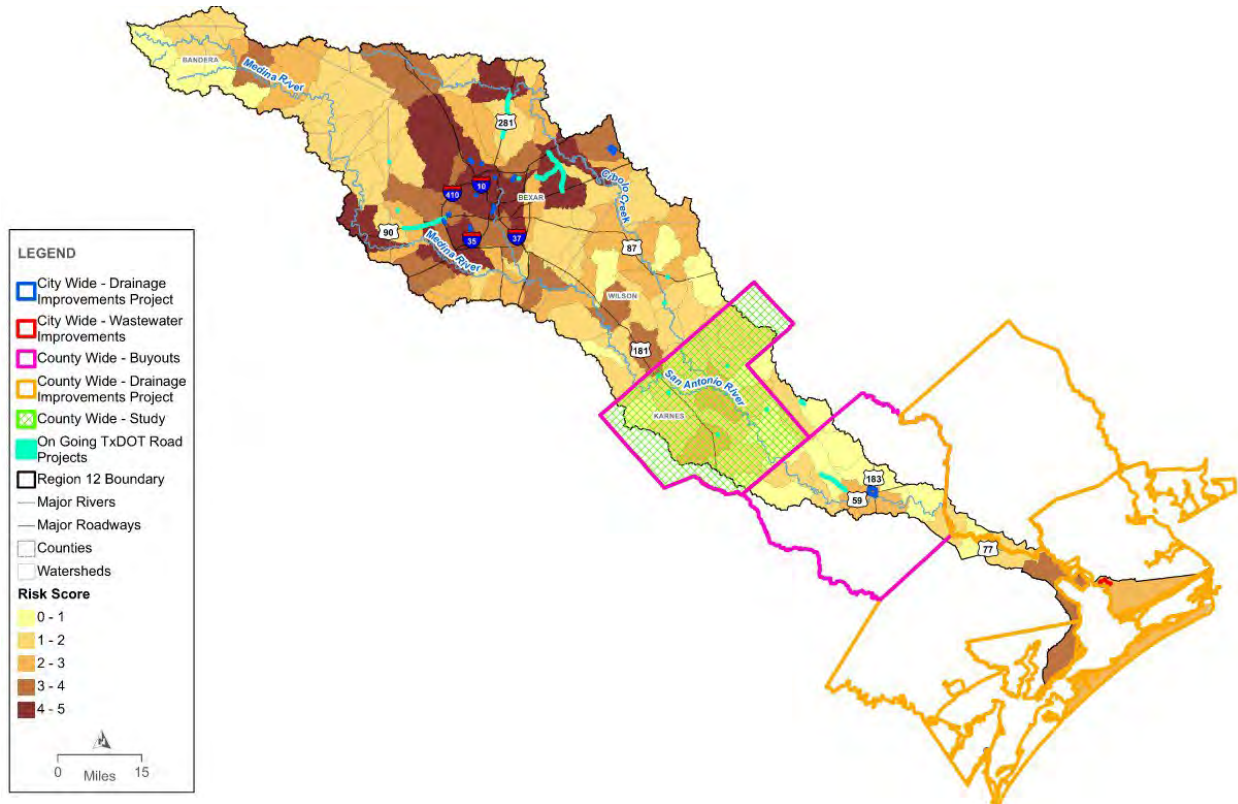 BANDERA
Medina River
281
10
410
BEXAR
Cibolo Creek
90
35
37
Medina River
87
WILSON
181
San Antonio River
KARNES
183
59
77
LEGEND
City Wide - Drainage
Improvements Project
City Wide - Wastewater
Improvements
County Wide - Buyouts
County Wide - Drainage
Improvements Project
County Wide - Study
On Going TxDOT Road
Projects
Region 12 Boundary
Major Rivers
Major Roadways
Counties
Watersheds
Risk Score
0 - 1
1 - 2
2 - 3
3 - 4
4 - 5
0 15
Miles